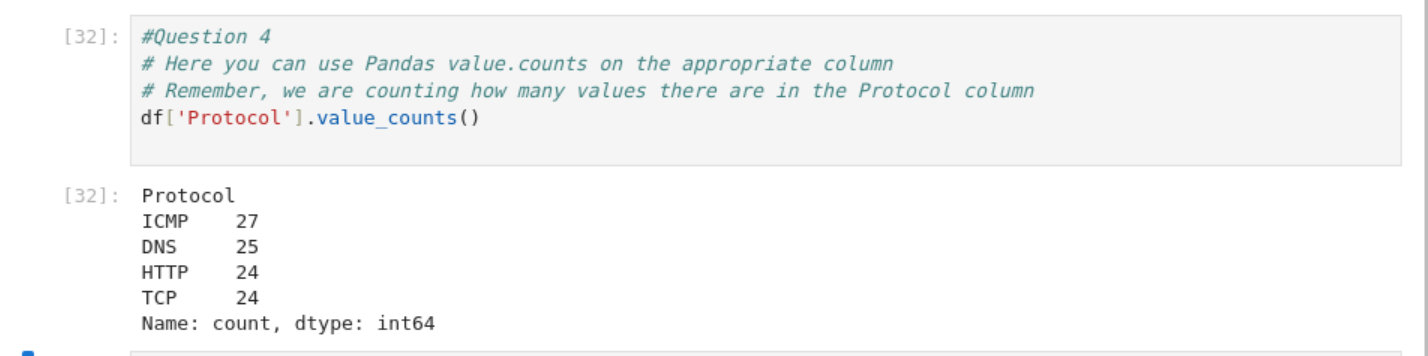 [32]: #Question 4
# Here you can use Pandas value.counts on the appropriate column
# Remember, we are counting how many values there are in the Protocol column
df['Protocol'].value_counts()
[32]: Protocol
ICMP    27
DNS     25
HTTP    24
TCP     24
Name: count, dtype: int64